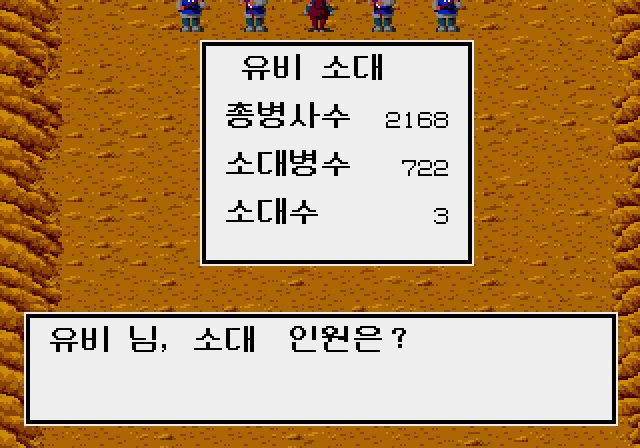 유비 소대
총병사수 2168
소대병수 722
소대수 3
유비 님, 소대 인원은?